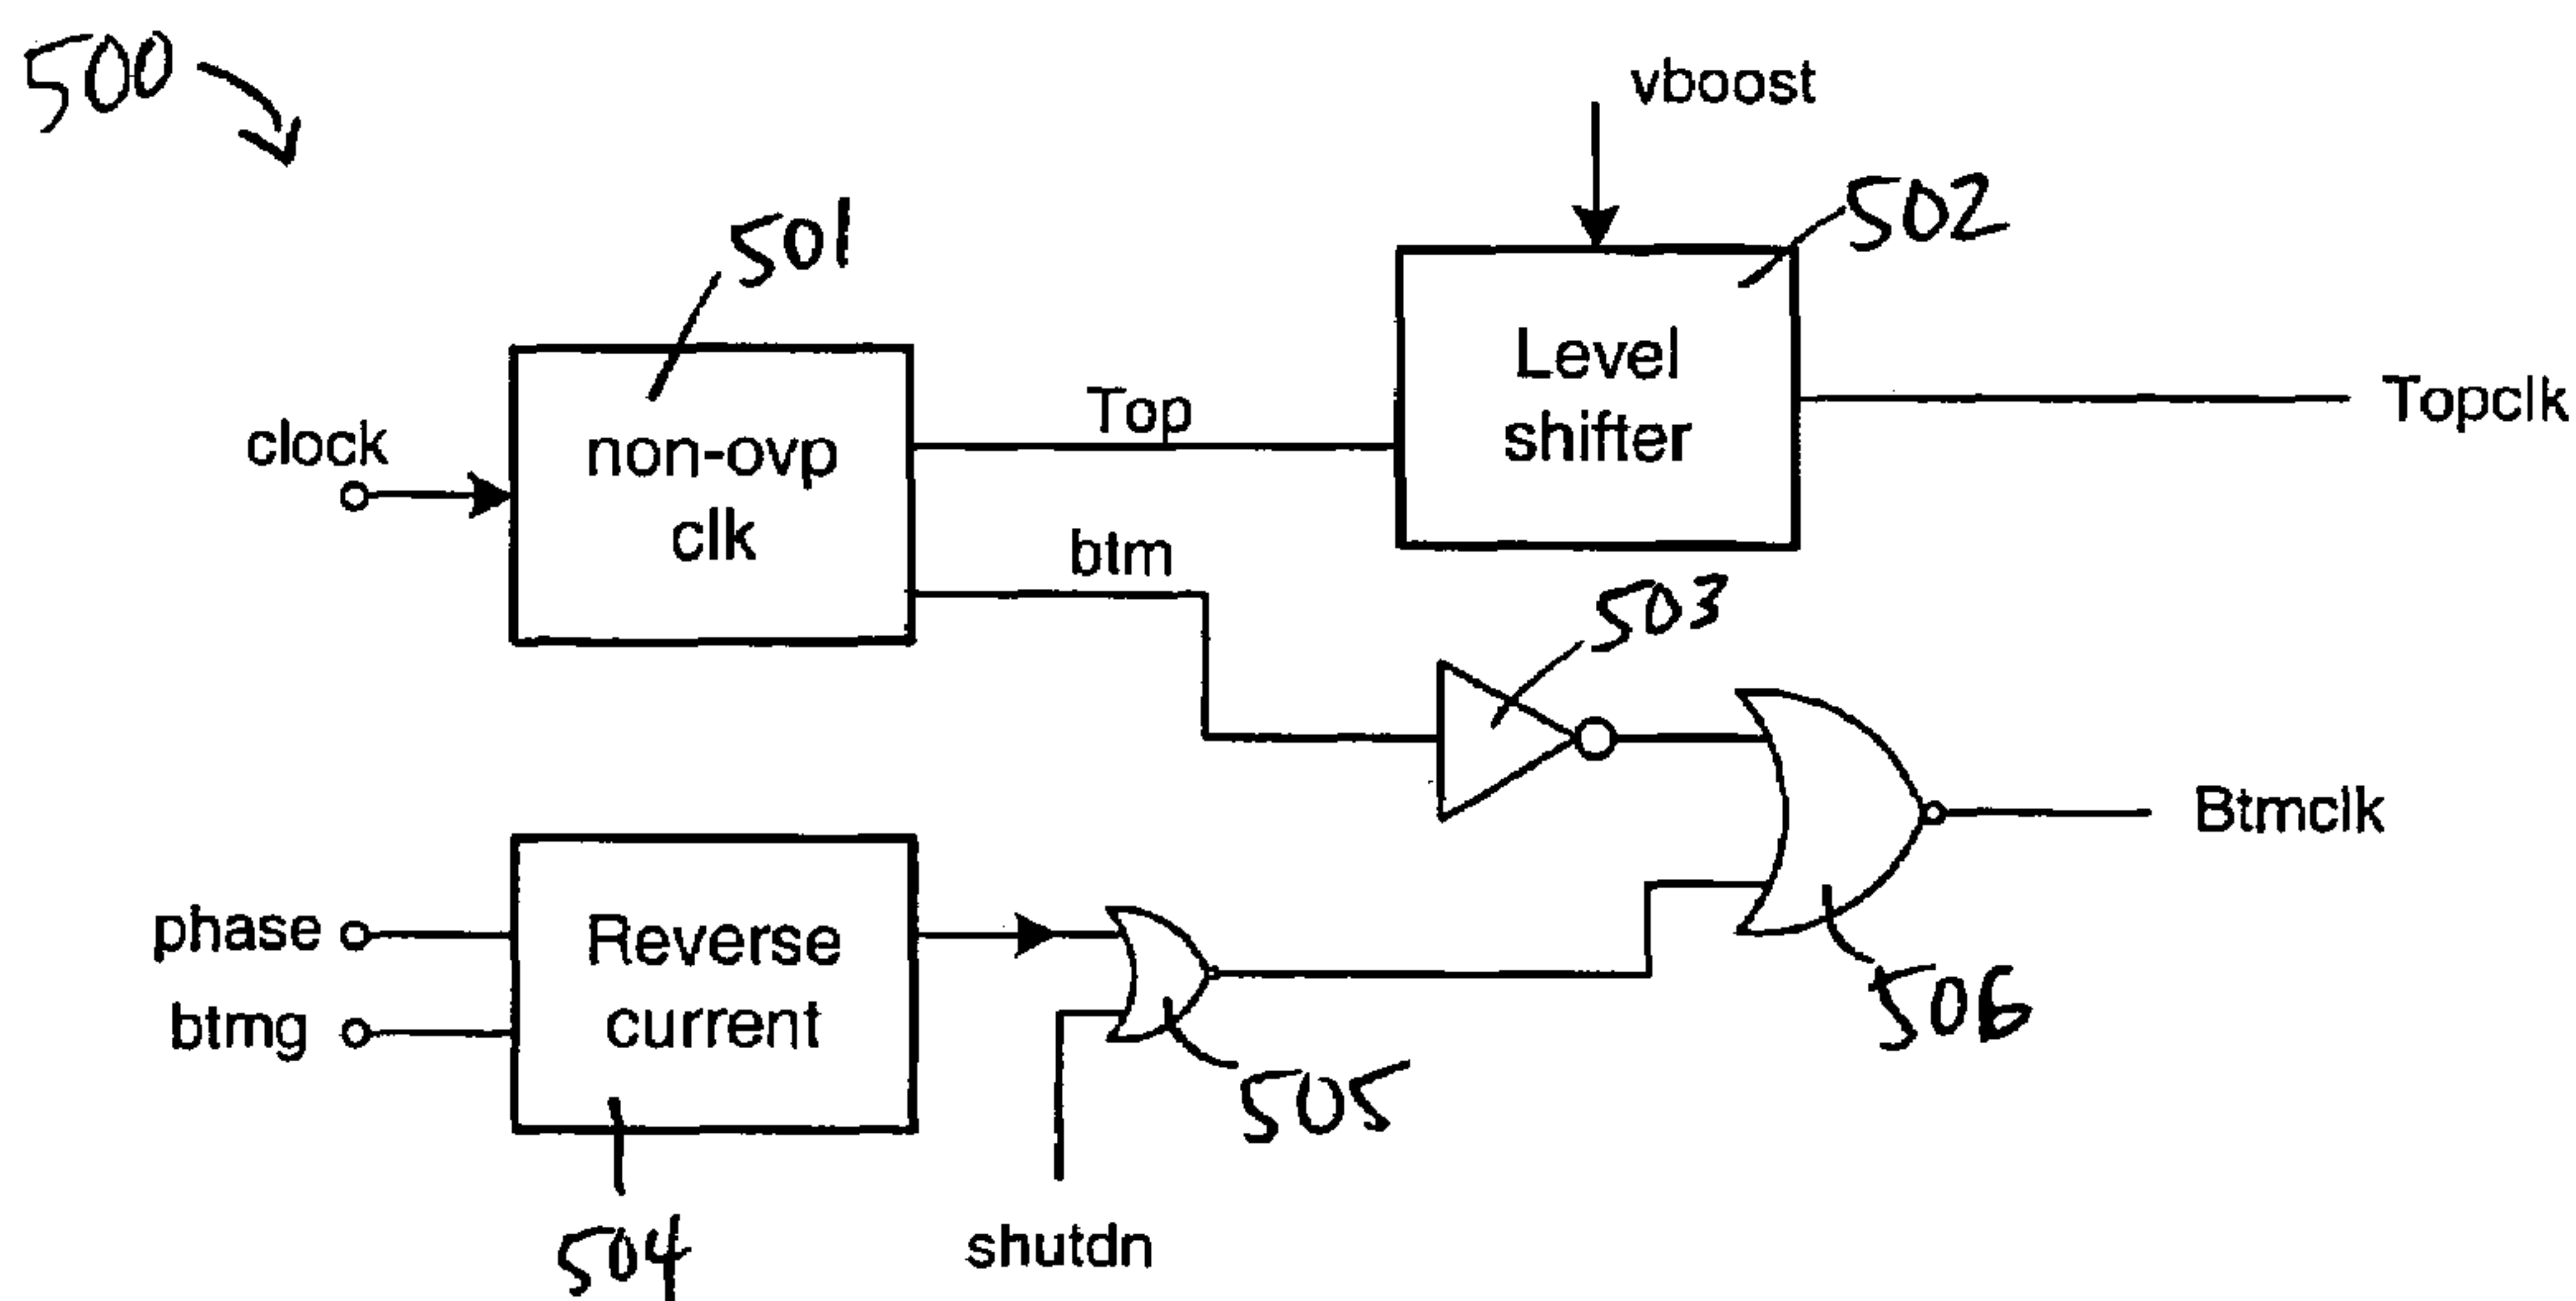 500
vboost
502
501
Level
shifter
Topclk
clock
non-ovp
clk
Top
btm
503
Btmclk
phase
btmg
Reverse
current
505
506
504
shutdn